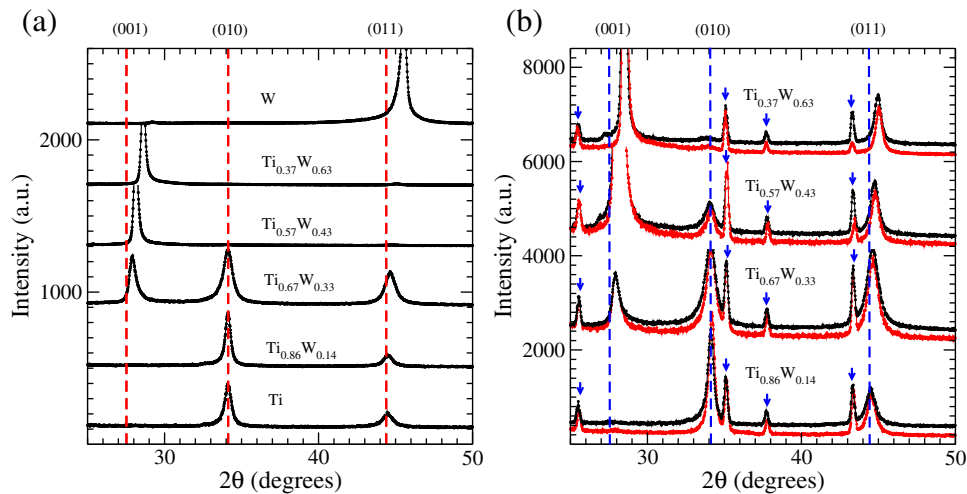 (a)
(001)
(010)
(011)
W
Ti0.37W0.63
Ti0.57W0.43
Ti0.67W0.33
Ti0.86W0.14
Ti
Intensity (a.u.)
2000
1000
30
40
50
2θ (degrees)
(b)
(001)
(010)
(011)
Ti0.37W0.63
Ti0.57W0.43
Ti0.67W0.33
Ti0.86W0.14
Intensity (a.u.)
8000
6000
4000
2000
30
40
50
2θ (degrees)